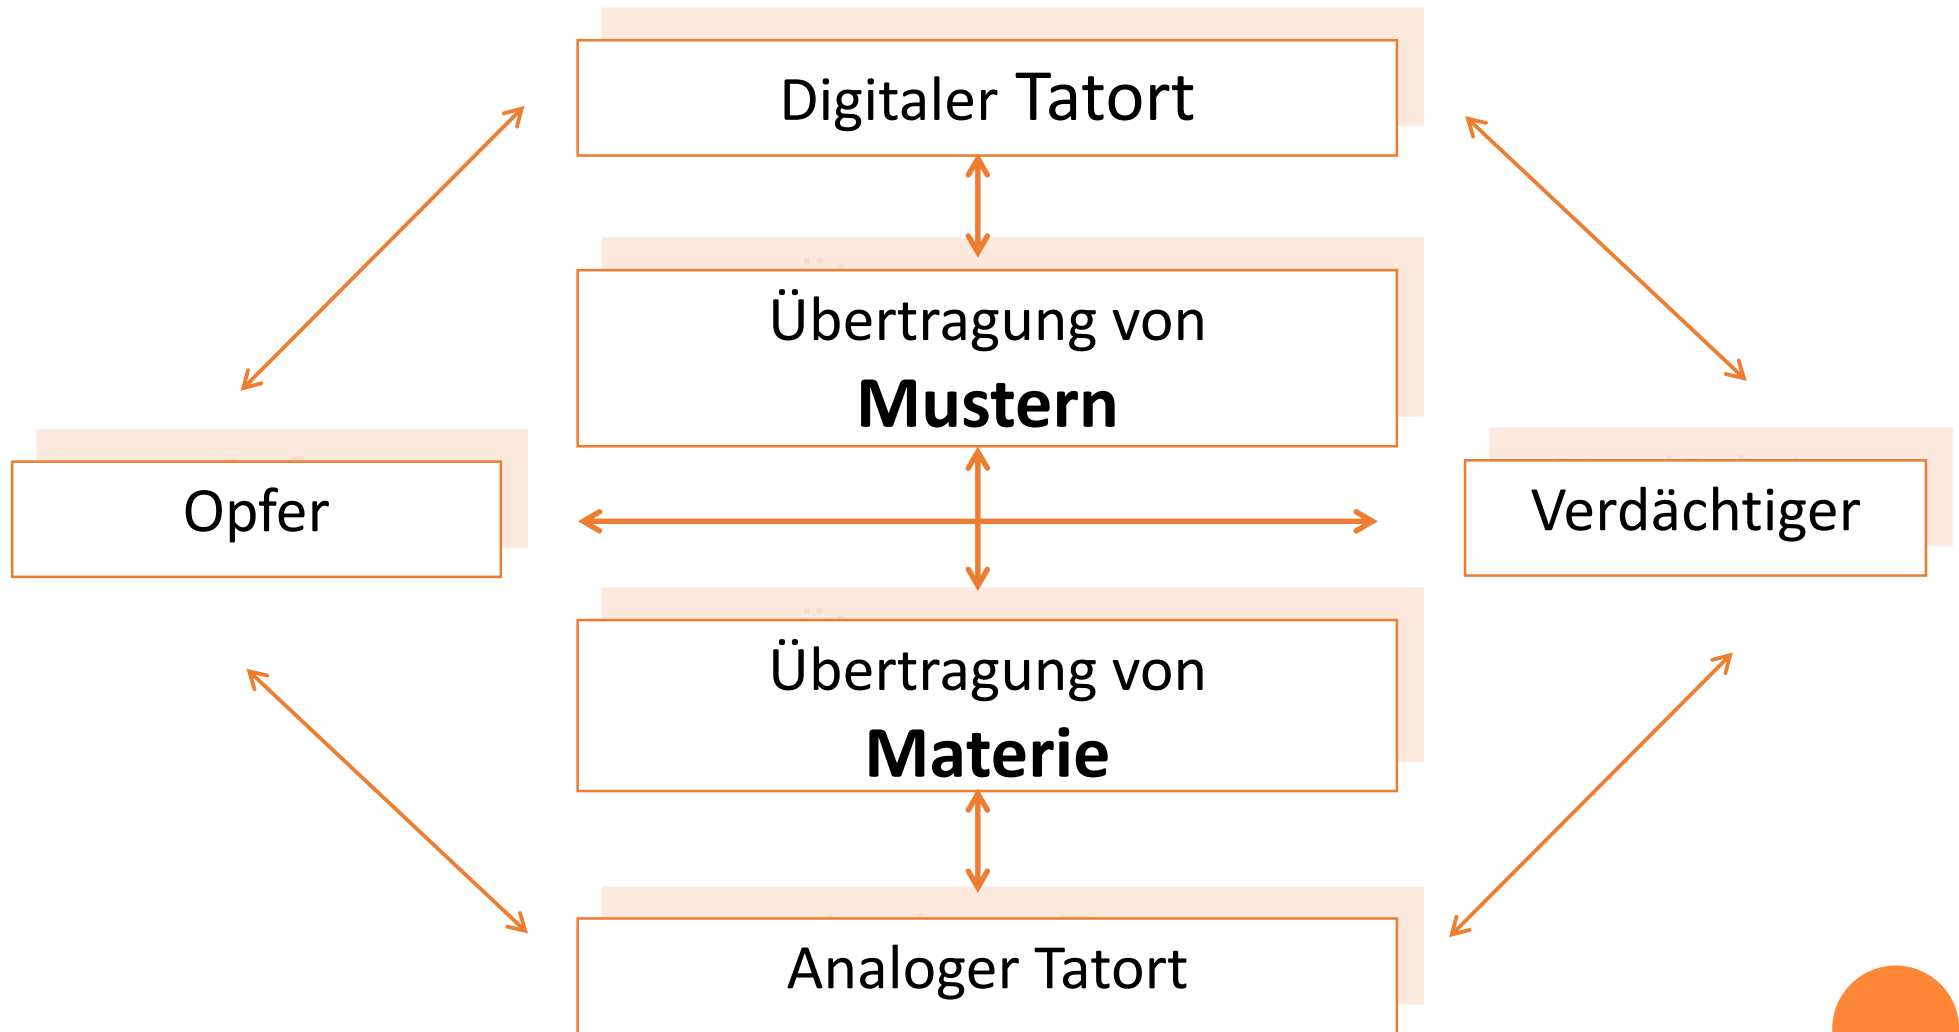 Digitaler Tatort
Übertragung von
Mustern
Opfer
Verdächtiger
Übertragung von
Materie
Analoger Tatort